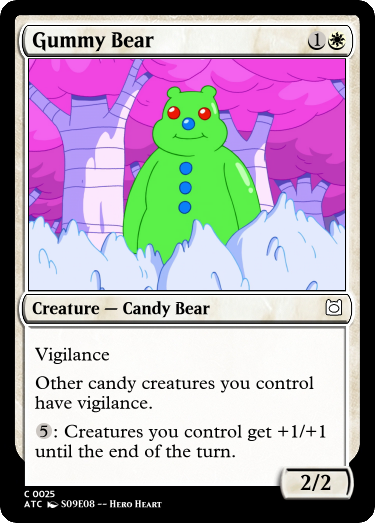 Gummy Bear 1
Creature — Candy Bear
Vigilance
Other candy creatures you control
have vigilance.
5: Creatures you control get +1/+1
until the end of the turn.
2/2
C 0025
ATC S09E08 -- Hero Heart